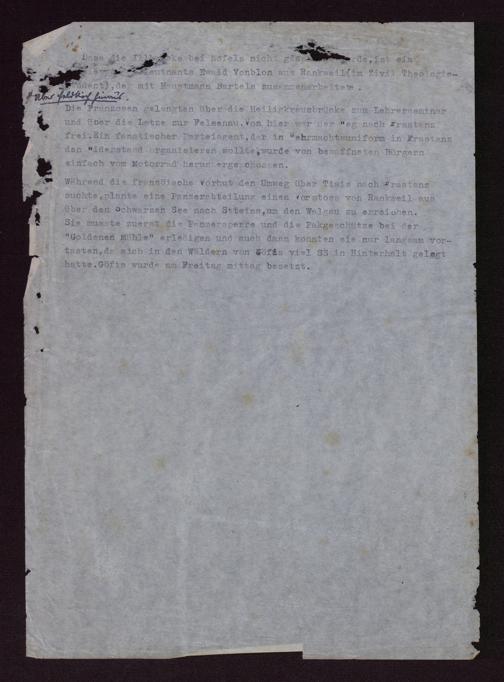 Dass die Illbrücke bei Nofels nicht rde,ist ein
Leutnants Ewald Vonblon aus Rankweil(im Zivil Theologie-
student),der mit Hauptmann Bartels zusammenarbeitete.
über Feldkirch hinaus.
Die Franzosen gelangten über die Heiligkreuzbrücke zum Lehrerseminar
und über die Letze zur Felsenau.Von hier war der Weg nach Frastanz
frei.Ein fanatischer Parteiagent,der in Wehrmachtsuniform in Frastanz
den Widerstand organisieren wollte,wurde von bewaffneten Bürgern
einfach vom Motorrad heruntergeschossen.
Während die französische Vorhut den Umweg über Tisis nach Frastanz
suchte,plante eine Panzerabteilung einen Vorstoss von Rankweil aus
über den Schwarzen See nach Satteins,um den Walgau zu erreichen.
Sie musste zuerst die Panzersperre und die Pakgeschütze bei der
"Goldenen Mühle" erledigen und auch dann konnten sie nur langsam vor-
tasten,da sich in den Wäldern von Göfis viel SS in Hinterhalt gelegt
hatte.Göfis wurde am Freitag mittag besetzt.